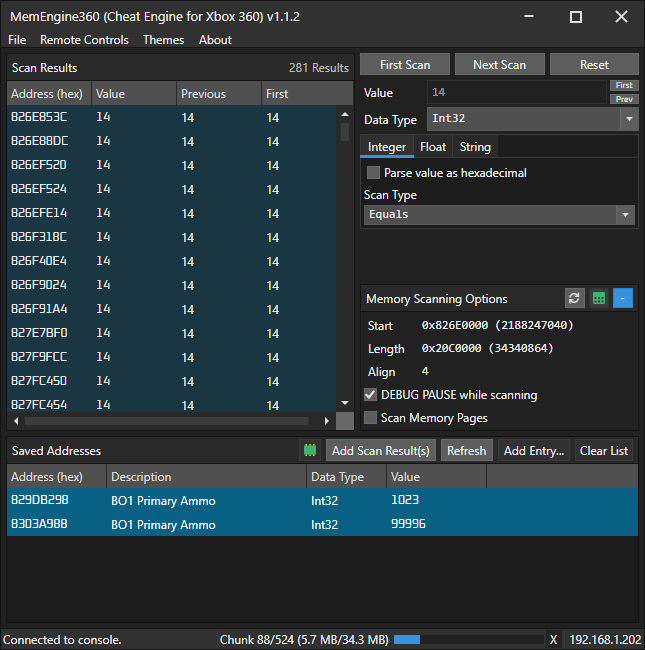 MemEngine360 (Cheat Engine for Xbox 360) v1.1.2
File Remote Controls Themes About
Scan Results 281 Results
Address (hex) Value Previous First
826E853C 14 14 14
826E88DC 14 14 14
826EF520 14 14 14
826EF524 14 14 14
826EFE14 14 14 14
826F318C 14 14 14
826F40E4 14 14 14
826F9024 14 14 14
826F91A4 14 14 14
827E78F0 14 14 14
827F9FCC 14 14 14
827FC450 14 14 14
827FC454 14 14 14
First Scan Next Scan Reset
Value 14 First
Prev
Data Type Int32
Integer Float String
Parse value as hexadecimal
Scan Type
Equals
Memory Scanning Options -
Start 0x826E0000 (2188247040)
Length 0x20C0000 (34340864)
Align 4
DEBUG PAUSE while scanning
Scan Memory Pages
Saved Addresses Add Scan Result(s) Refresh Add Entry... Clear List
Address (hex) Description Data Type Value
829DB298 BO1 Primary Ammo Int32 1023
8303A988 BO1 Primary Ammo Int32 99996
Connected to console. Chunk 88/524 (5.7 MB/34.3 MB) X 192.168.1.202